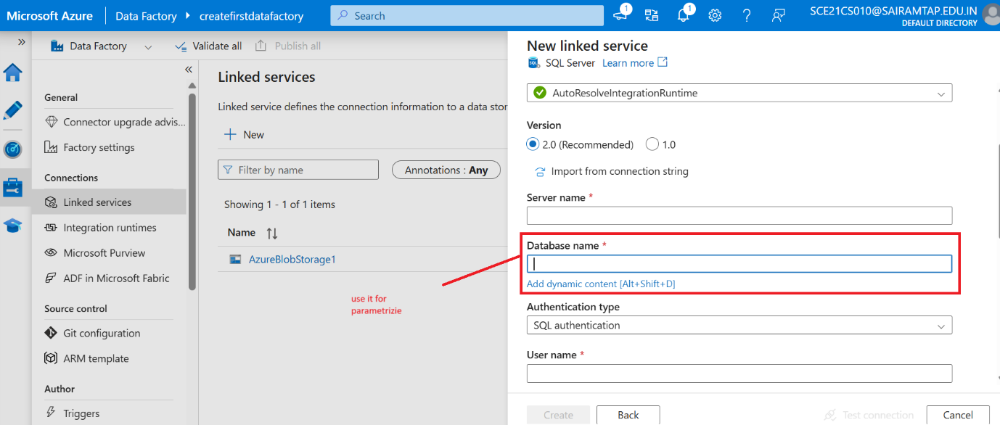 Microsoft Azure
Data Factory
createfirstdatafactory
Search
1
1
SCE21CS010@SAIRAMTAP.EDU.IN
DEFAULT DIRECTORY
»
Data Factory
Validate all
Publish all
«
General
Connector upgrade advis...
Factory settings
Connections
Linked services
Integration runtimes
Microsoft Purview
ADF in Microsoft Fabric
Source control
Git configuration
ARM template
Author
Triggers
Linked services
Linked service defines the connection information to a data stor
New
Filter by name
Annotations : Any
Showing 1 - 1 of 1 items
Name
AzureBlobStorage1
use it for
parametrizie
New linked service
SQL
SQL Server Learn more
AutoResolveIntegrationRuntime
Version
2.0 (Recommended) 1.0
Import from connection string
Server name *
Database name *
Add dynamic content [Alt+Shift+D]
Authentication type
SQL authentication
User name *
Create
Back
Test connection
Cancel